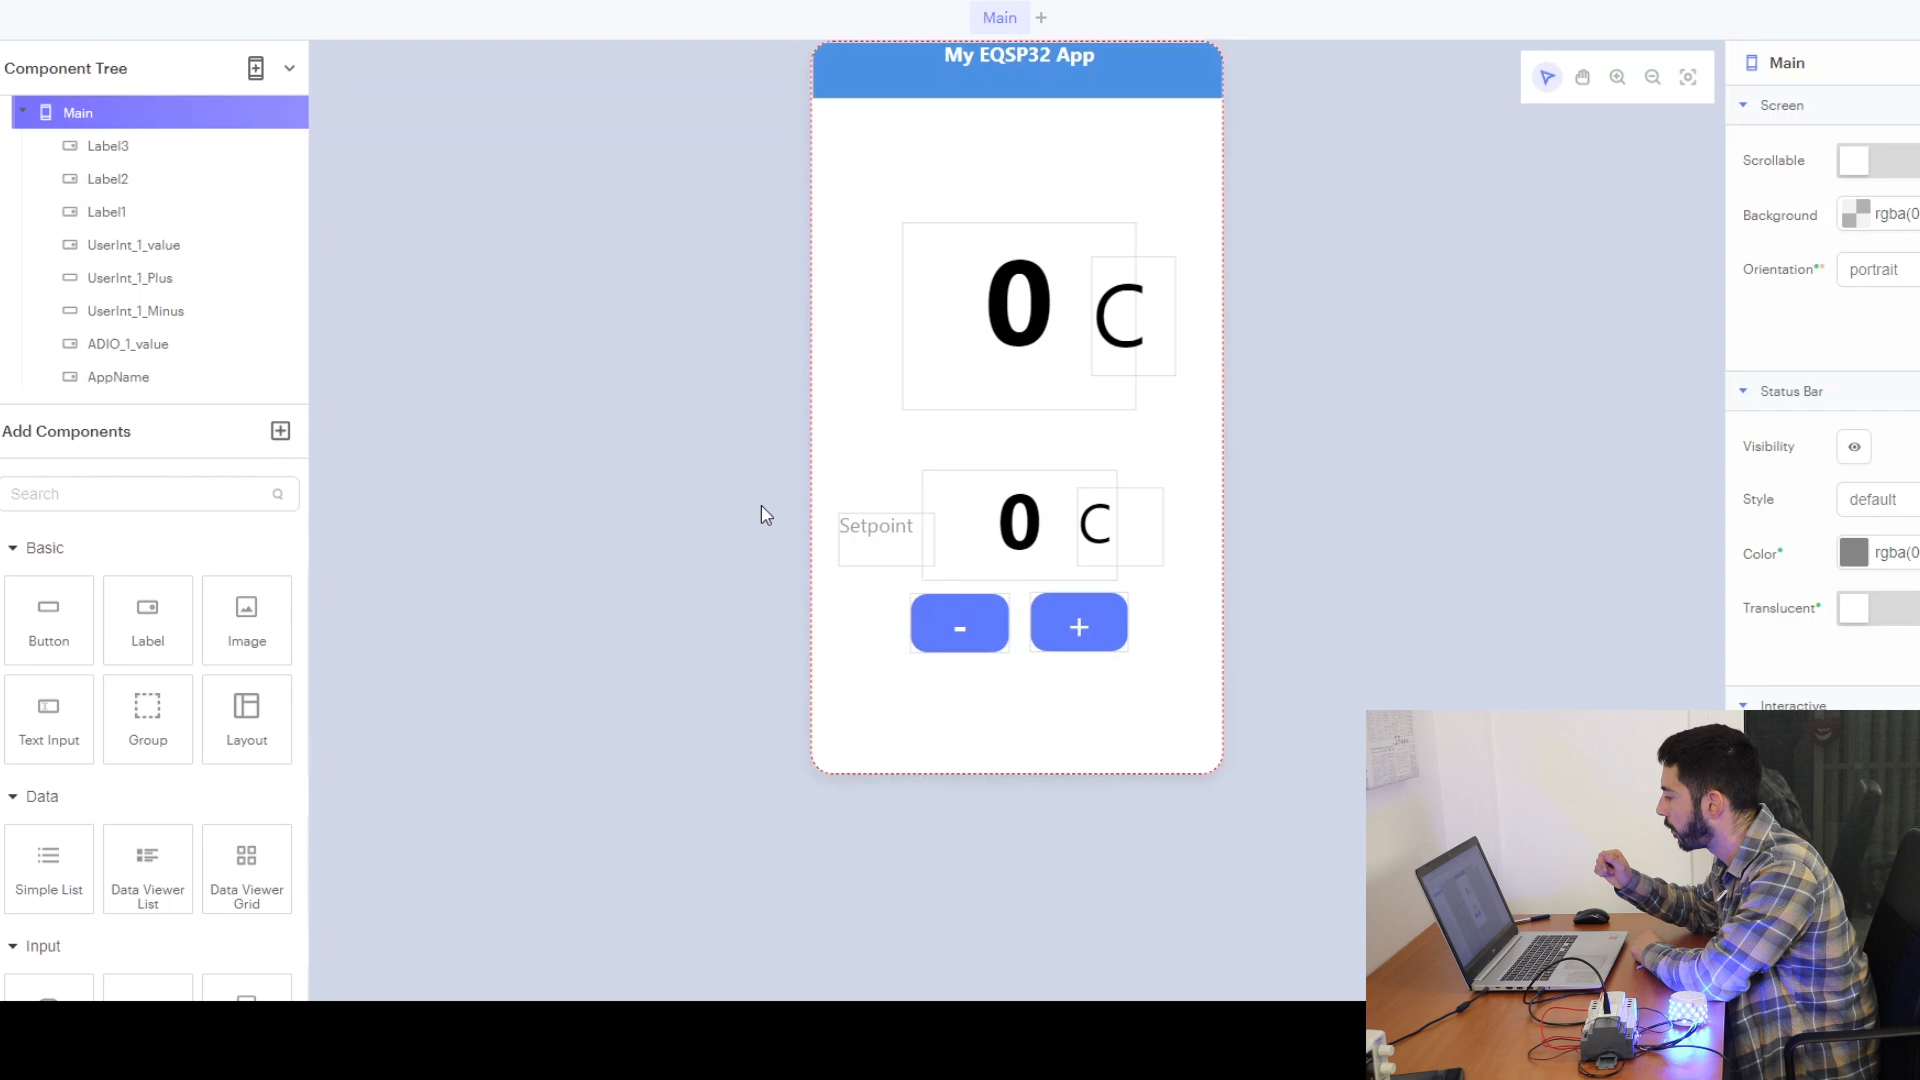 Main +
Component Tree
Main
Label3
Label2
Label1
UserInt_1_value
UserInt_1_Plus
UserInt_1_Minus
ADIO_1_value
AppName
Add Components
Search
Basic
Button
Label
Image
Text Input
Group
Layout
Data
Simple List
Data Viewer
List
Data Viewer
Grid
Input
My EQSP32 App
0 C
Setpoint 0 C
- +
Main
Screen
Scrollable
Background rgba(0
Orientation portrait
Status Bar
Visibility
Style default
Color rgba(0
Translucent
Interactive